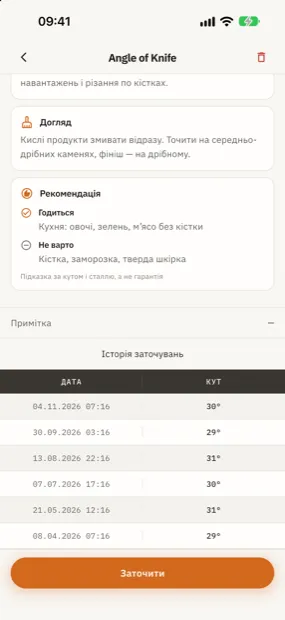 09:41
Angle of Knife
навантажень і різання по кістках.
Догляд
Кислі продукти змивати відразу. Точити на середньо-
дрібних каменях, фініш — на дрібному.
Рекомендація
Годиться
Кухня: овочі, зелень, м'ясо без кістки
Не варто
Кістка, заморозка, тверда шкірка
Підказка за кутом і сталлю, а не гарантія
Примітка —
Історія заточувань
ДАТА КУТ
04.11.2026 07:16 30°
30.09.2026 03:16 29°
13.08.2026 22:16 31°
07.07.2026 17:16 30°
21.05.2026 12:16 31°
08.04.2026 07:16 29°
Заточити